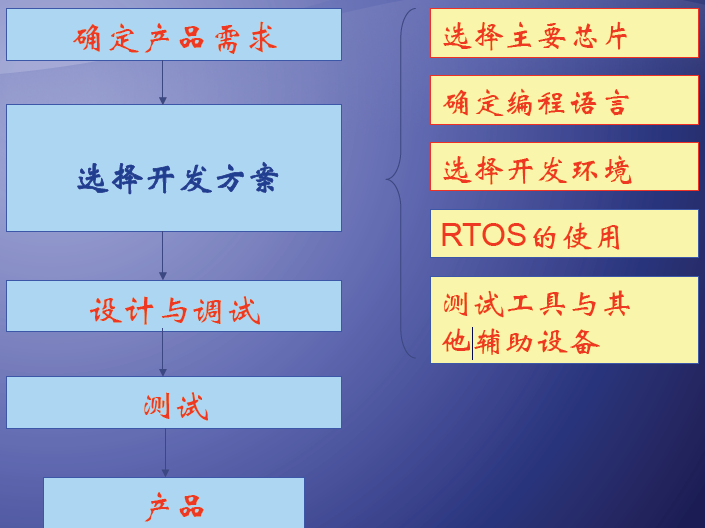 确定产品需求
选择开发方案
设计与调试
测试
产品
选择主要芯片
确定编程语言
选择开发环境
RTOS的使用
测试工具与其
他辅助设备